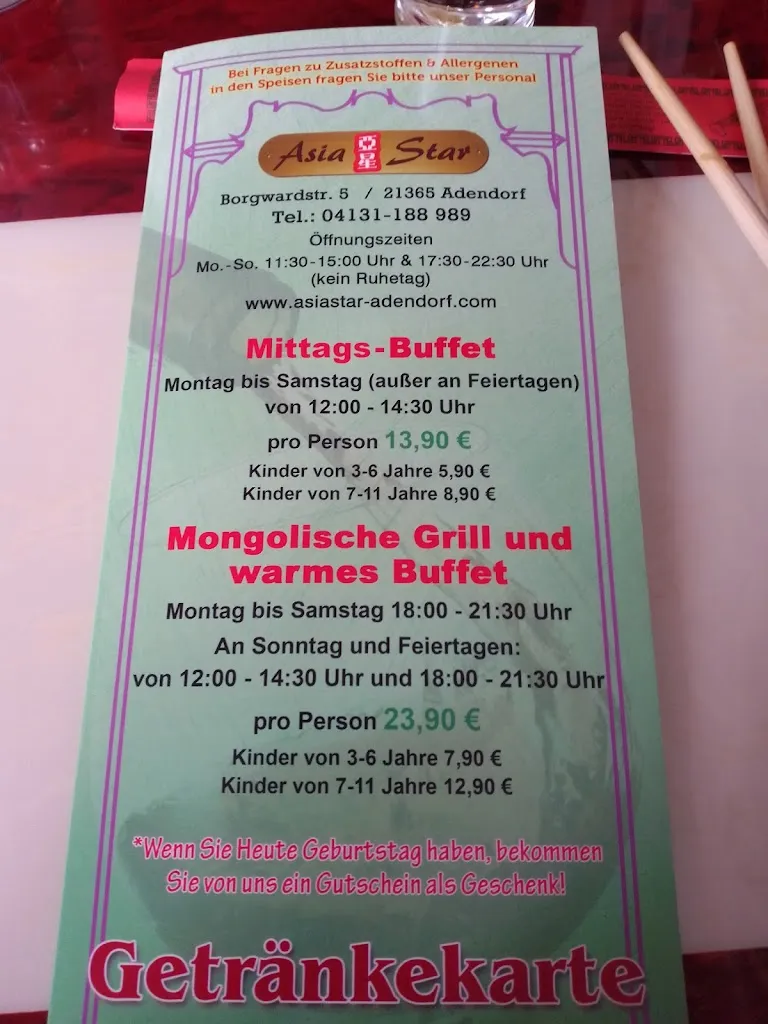 Bei Fragen zu Zusatzstoffen & Allergenen
in den Speisen fragen Sie bitte unser Personal
Asia 亞星 Star
Borgwardstr. 5 / 21365 Adendorf
Tel.: 04131-188 989
Öffnungszeiten
Mo.-So. 11:30-15:00 Uhr & 17:30-22:30 Uhr
(kein Ruhetag)
www.asiastar-adendorf.com
Mittags-Buffet
Montag bis Samstag (außer an Feiertagen)
von 12:00 - 14:30 Uhr
pro Person 13,90 €
Kinder von 3-6 Jahre 5,90 €
Kinder von 7-11 Jahre 8,90 €
Mongolische Grill und
warmes Buffet
Montag bis Samstag 18:00 - 21:30 Uhr
An Sonntag und Feiertagen:
von 12:00 - 14:30 Uhr und 18:00 - 21:30 Uhr
pro Person 23,90 €
Kinder von 3-6 Jahre 7,90 €
Kinder von 7-11 Jahre 12,90 €
*Wenn Sie Heute Geburtstag haben, bekommen
Sie von uns ein Gutschein als Geschenk!
Getränkekarte